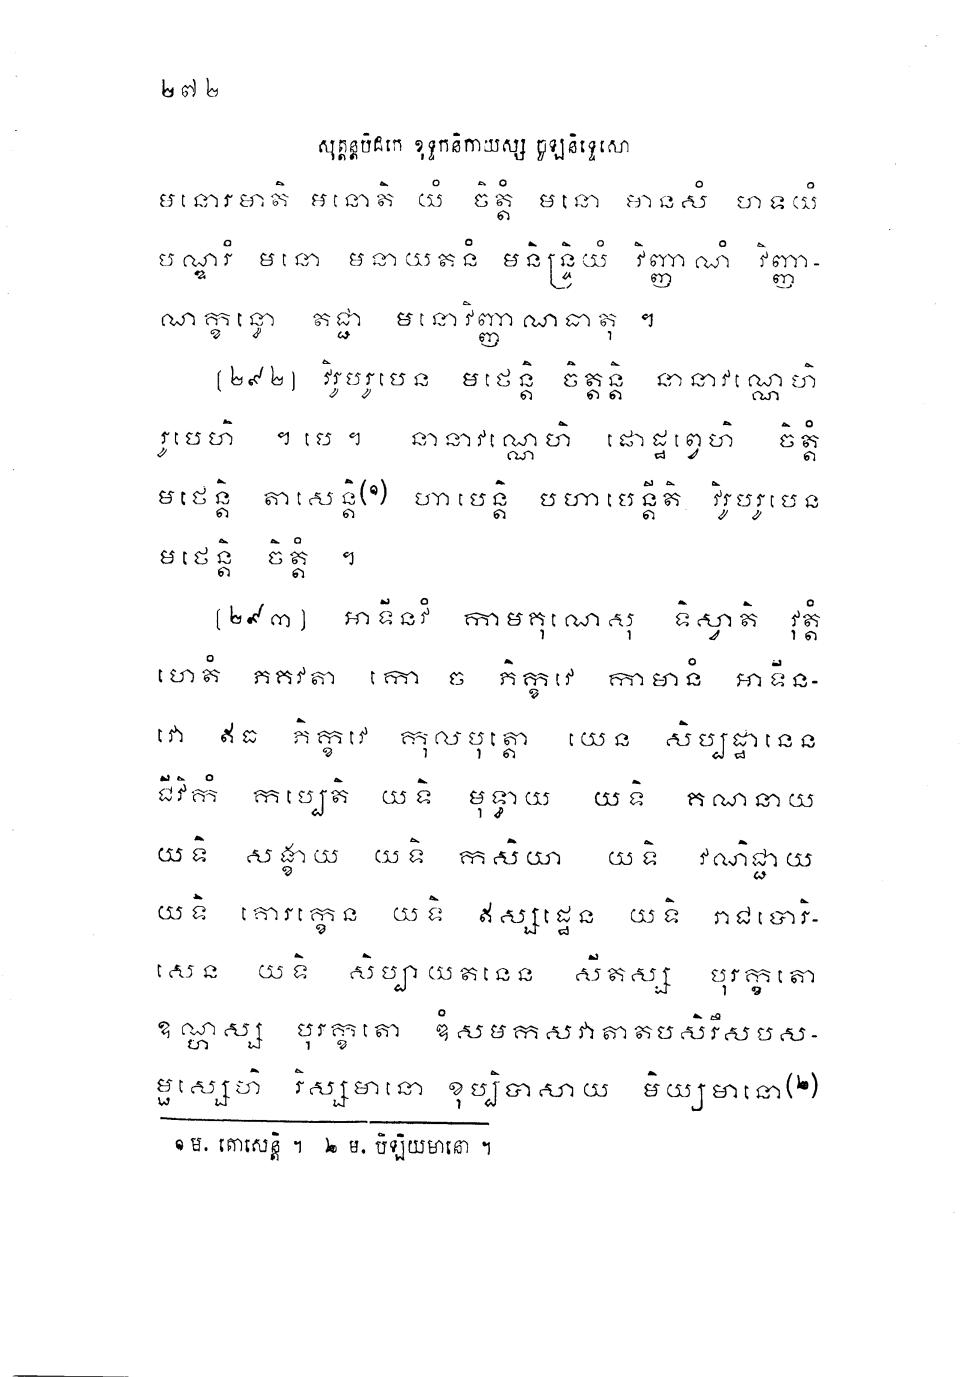 ២៧២
សុត្តន្តបិដកេ ខុទ្ទកនិកាយស្ស ចូឡនិទ្ទេសោ
មនោរមាតិ មនោតិ យំ ចិត្តំ មនោ មានសំ ហទយំ
បណ្ឌរំ មនោ មនាយតនំ មនិន្ទ្រិយំ វិញ្ញាណំ វិញ្ញា-
ណាក្ខន្ធោ តជ្ជា មនោវិញ្ញាណធាតុ ។
(២៩២) វិរូបរូបេន មថេន្តិ ចិត្តន្តិ នានាវណ្ណេហិ
រូបេហិ ។ បេ ។ នានាវណ្ណេហិ ផោដ្ឋព្វេហិ ចិត្តំ
មថេន្តិ តាសេន្តិ(១) ហាបេន្តិ បហាបេន្តីតិ វិរូបរូបេន
មថេន្តិ ចិត្តំ ។
(២៩៣) អាទីនវំ កាមគុណេសុ ទិស្វាតិ វុត្តំ
ហេតំ ភគវតា កោ ច ភិក្ខវេ កាមានំ អាទីន-
វោ ឥធ ភិក្ខវេ កុលបុត្តោ យេន សិប្បដ្ឋានេន
ជីវិកំ កប្បេតិ យទិ មុទ្ធាយ យទិ គណនាយ
យទិ សង្ខាយ យទិ កសិយា យទិ វណិជ្ជាយ
យទិ គោរក្ខេន យទិ ឥស្សដ្ឋេន យទិ រាជបោរិ-
សេន យទិ សិប្បាយតនេន សីតស្ស បុរក្ខតោ
ឧណ្ហស្ស បុរក្ខតោ ឌំសមកសវាតាតបសិរឹសបស-
ម្ផស្សេហិ រិស្សមានោ ខុប្បិបាសាយ មិយ្យមានោ(២)
១ ម. តោសេន្តិ ។ ២ ម. បិឡិយមានោ ។